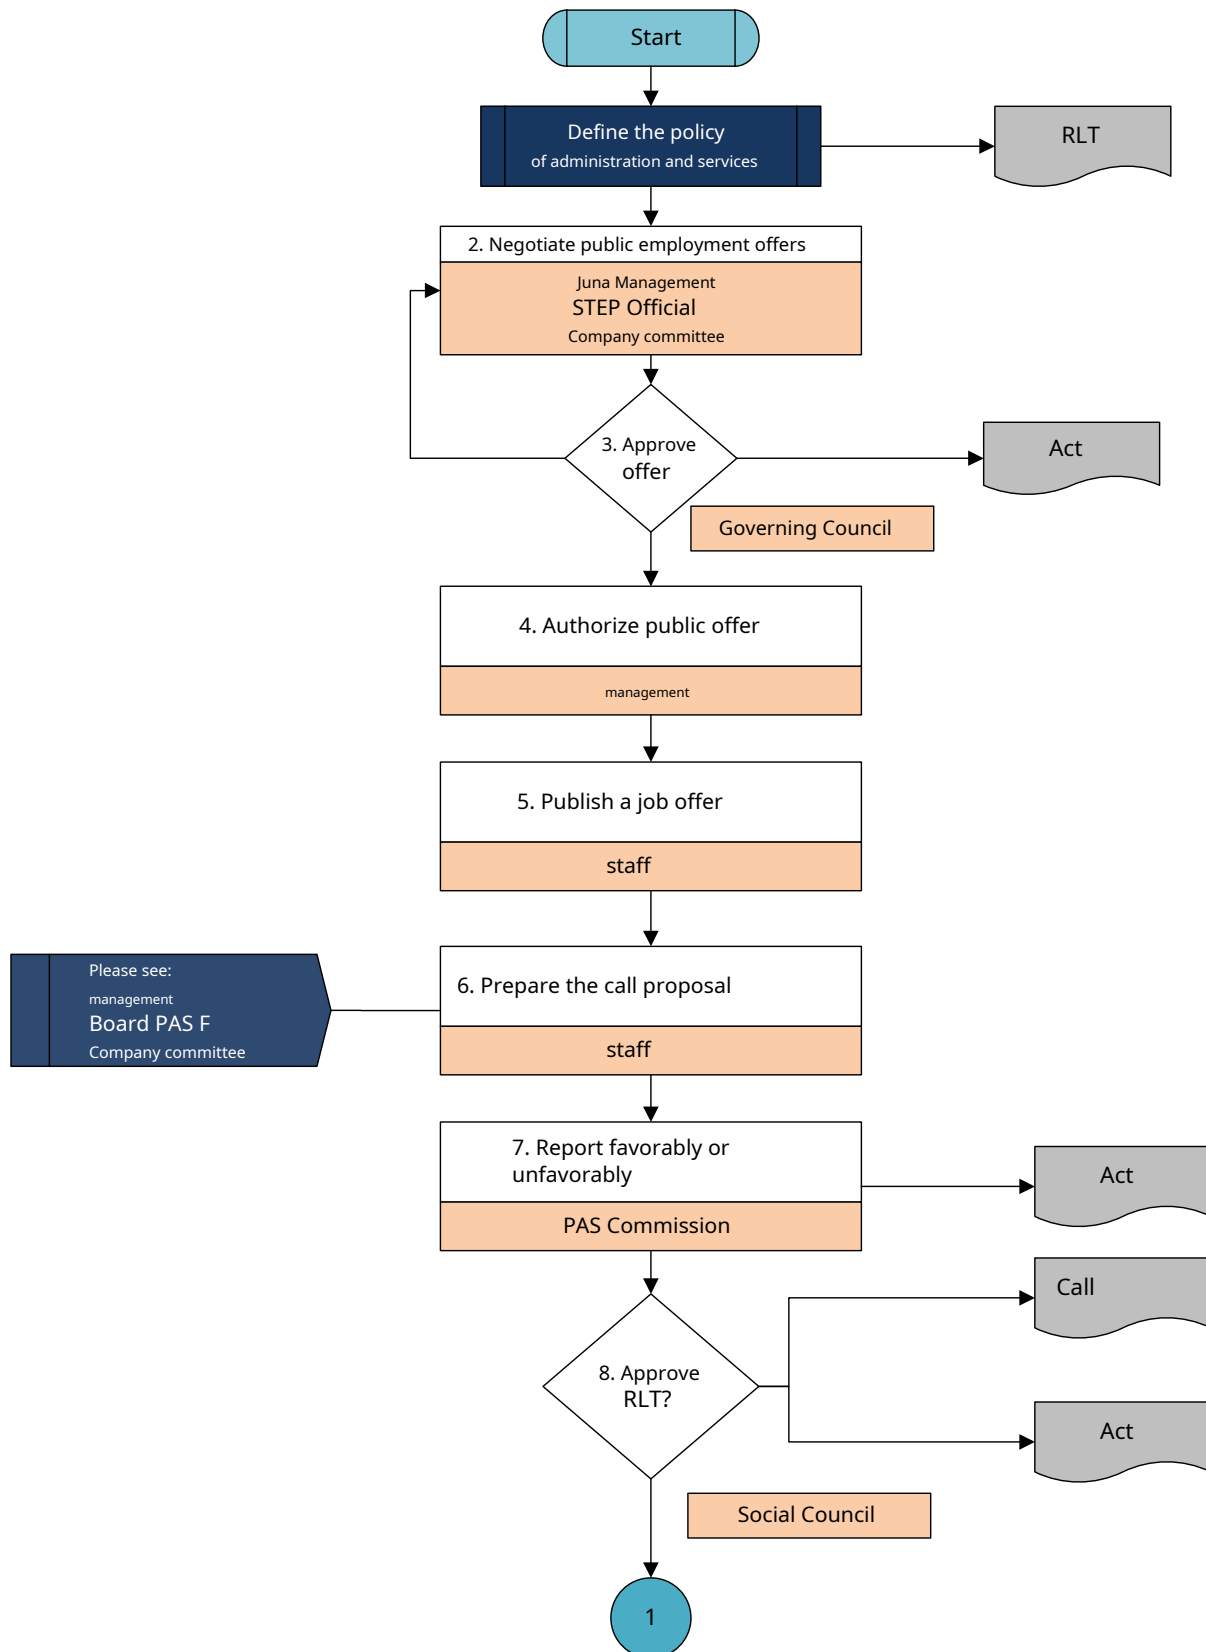 Start
Define the policy
of administration and services
RLT
2. Negotiate public employment offers
Juna Management
STEP Official
Company committee
3. Approve
offer
Act
Governing Council
4. Authorize public offer
management
5. Publish a job offer
staff
Please see:
management
Board PAS F
Company committee
6. Prepare the call proposal
staff
7. Report favorably or
unfavorably
PAS Commission
Act
Call
8. Approve
RLT?
Act
Social Council
1